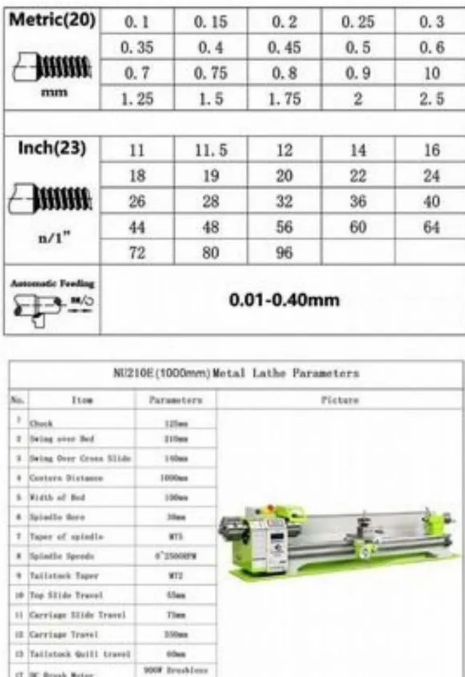 Metric(20) 0.1 0.15 0.2 0.25 0.3
0.35 0.4 0.45 0.5 0.6
0.7 0.75 0.8 0.9 10
mm 1.25 1.5 1.75 2 2.5
Inch(23) 11 11.5 12 14 16
18 19 20 22 24
26 28 32 36 40
n/1" 44 48 56 60 64
72 80 96
Automatic Feeding
0.01-0.40mm
NU210E(1000mm)Metal Lathe Parameters
No. Item Parameters Picture
1 Chuck 125mm
2 Swing over Bed 210mm
3 Swing Over Cross Slide 140mm
4 Centers Distance 1000mm
5 Width of Bed 100mm
6 Spindle Bore 38mm
7 Taper of spindle MT5
8 Spindle Speeds 0~2500RPM
9 Tailstock Taper MT2
10 Top Slide Travel 65mm
11 Carriage Slide Travel 75mm
12 Carriage Travel
13 Tailstock Quill travel 60mm
DC Brush Motor 900W Brushless